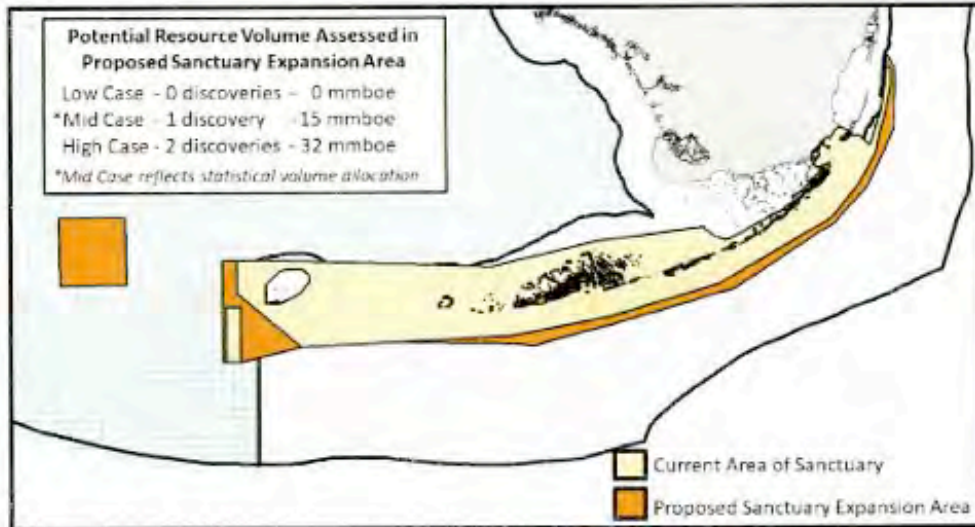 Potential Resource Volume Assessed in
Proposed Sanctuary Expansion Area
Low Case - 0 discoveries - 0 mmboe
*Mid Case - 1 discovery -15 mmboe
High Case - 2 discoveries - 32 mmboe
*Mid Case reflects statistical volume allocation
Current Area of Sanctuary
Proposed Sanctuary Expansion Area